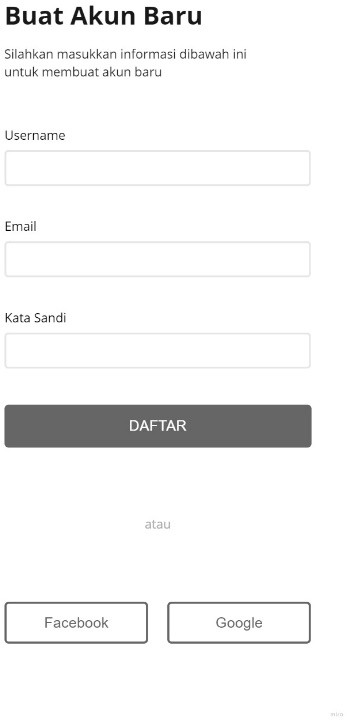 Buat Akun Baru
Silahkan masukkan informasi dibawah ini
untuk membuat akun baru
Username
Email
Kata Sandi
DAFTAR
atau
Facebook
Google